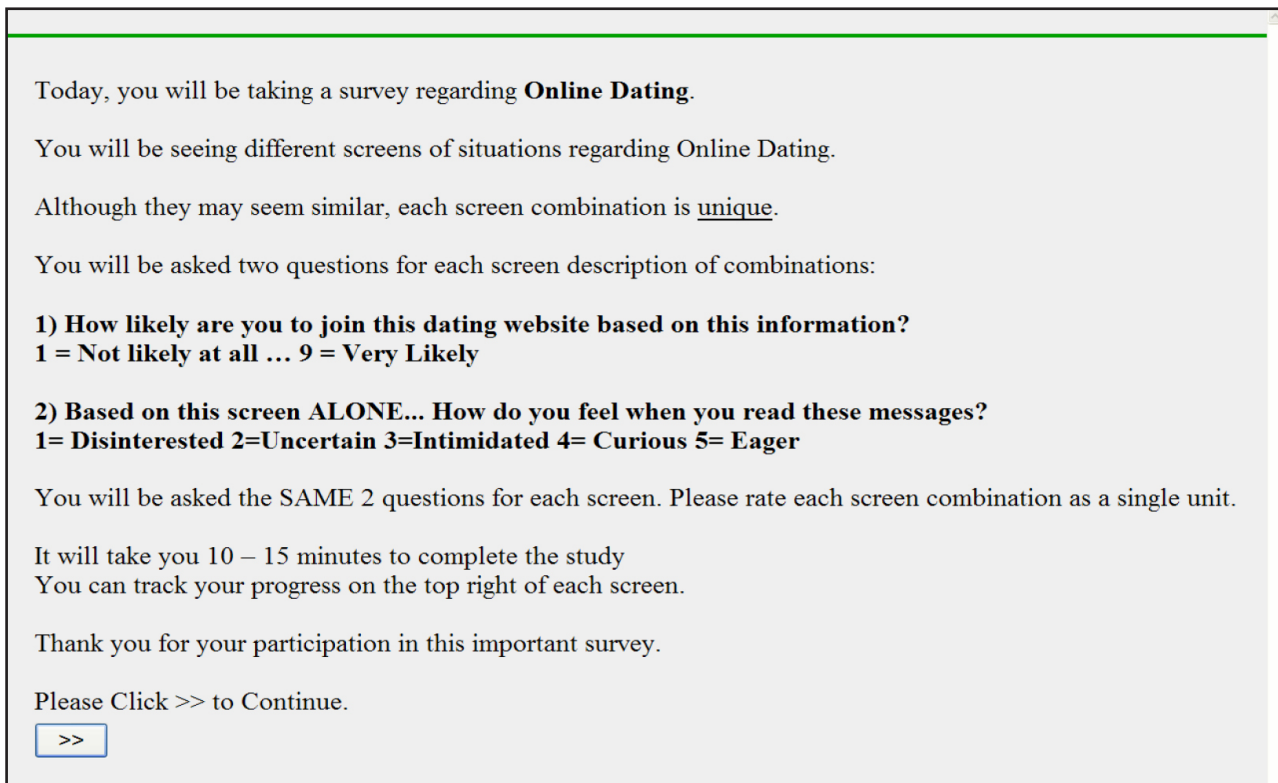 Today, you will be taking a survey regarding Online Dating.
You will be seeing different screens of situations regarding Online Dating.
Although they may seem similar, each screen combination is unique.
You will be asked two questions for each screen description of combinations:
1) How likely are you to join this dating website based on this information?
1 = Not likely at all … 9 = Very Likely
2) Based on this screen ALONE... How do you feel when you read these messages?
1= Disinterested 2=Uncertain 3=Intimidated 4= Curious 5= Eager
You will be asked the SAME 2 questions for each screen. Please rate each screen combination as a single unit.
It will take you 10 – 15 minutes to complete the study
You can track your progress on the top right of each screen.
Thank you for your participation in this important survey.
Please Click >> to Continue.
>>